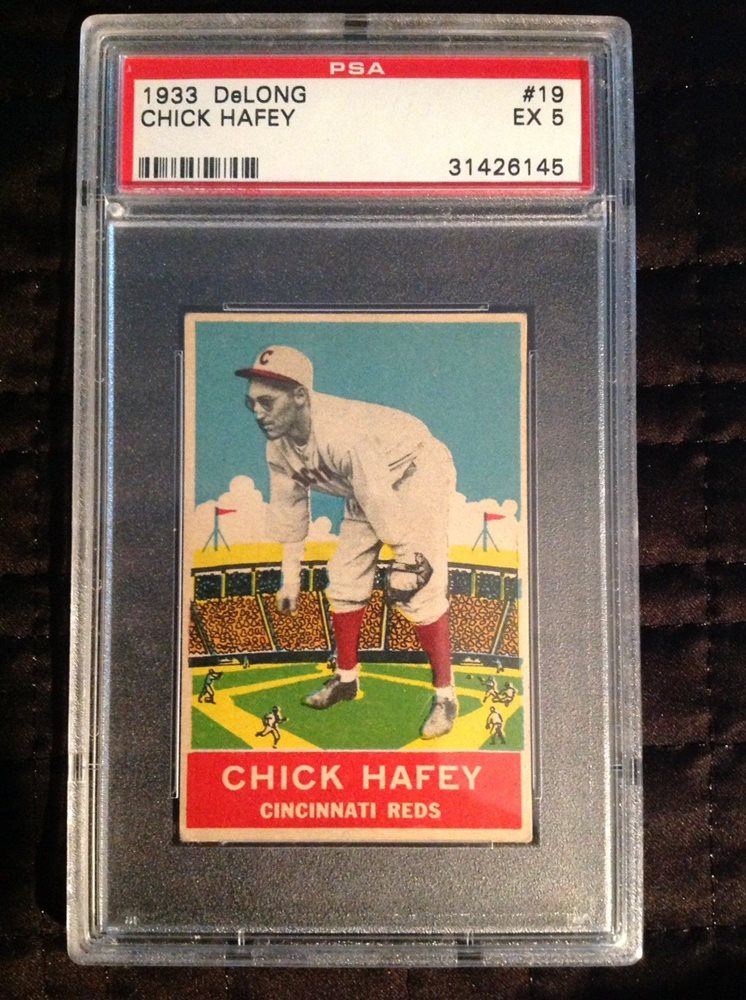 PSA
1933 DeLONG #19
CHICK HAFEY EX 5
31426145
C
CHICK HAFEY
CINCINNATI REDS